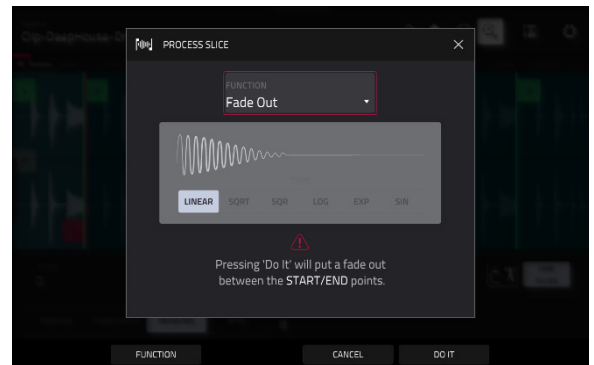 PROCESS SLICE
FUNCTION
Fade Out
LINEAR SQRT SQR LOG EXP SIN
Pressing 'Do It' will put a fade out
between the START/END points.
FUNCTION CANCEL DO IT